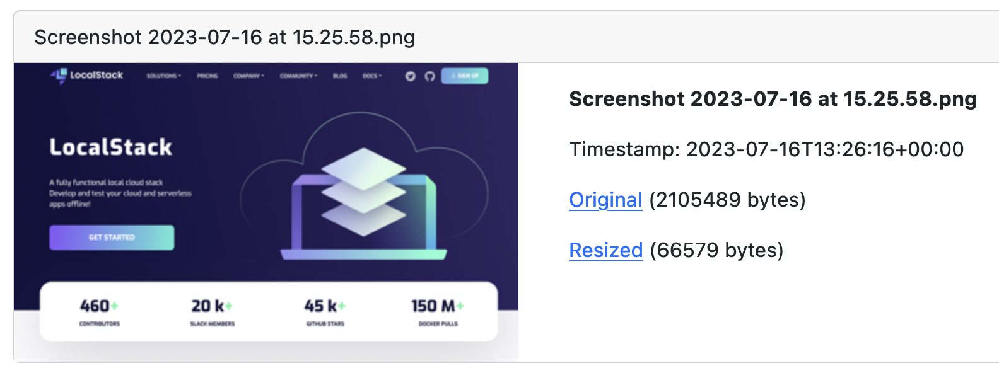 Screenshot 2023-07-16 at 15.25.58.png
LocalStack SOLUTIONS PRICING COMPANY COMMUNITY BLOG DOCS SIGN UP
LocalStack
A fully functional local cloud stack
Develop and test your cloud and serverless
apps offline!
GET STARTED
460+ 20 k+ 45 k+ 150 M+
CONTRIBUTORS SLACK MEMBERS GITHUB STARS DOCKER PULLS
Screenshot 2023-07-16 at 15.25.58.png
Timestamp: 2023-07-16T13:26:16+00:00
Original (2105489 bytes)
Resized (66579 bytes)